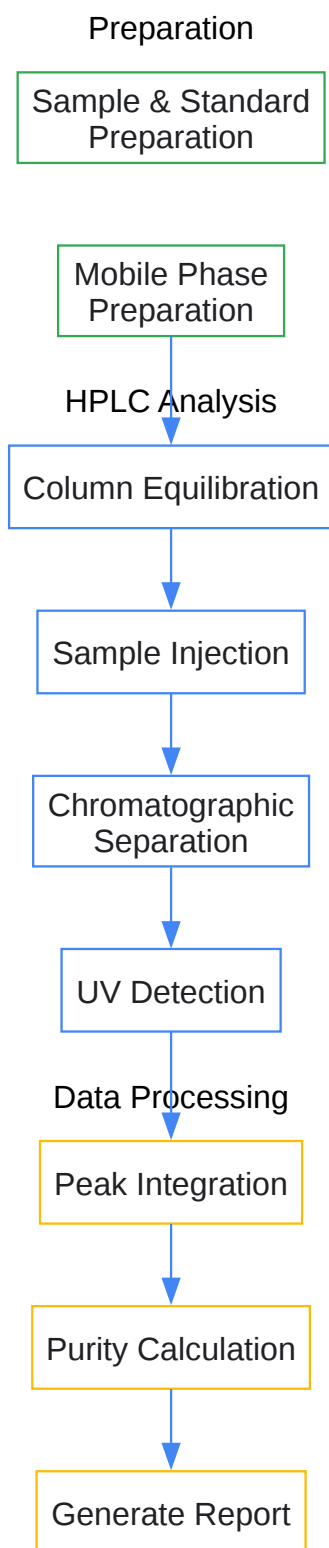 Preparation
Sample & Standard
Preparation
Mobile Phase
Preparation
HPLC Analysis
Column Equilibration
Sample Injection
Chromatographic
Separation
UV Detection
Data Processing
Peak Integration
Purity Calculation
Generate Report